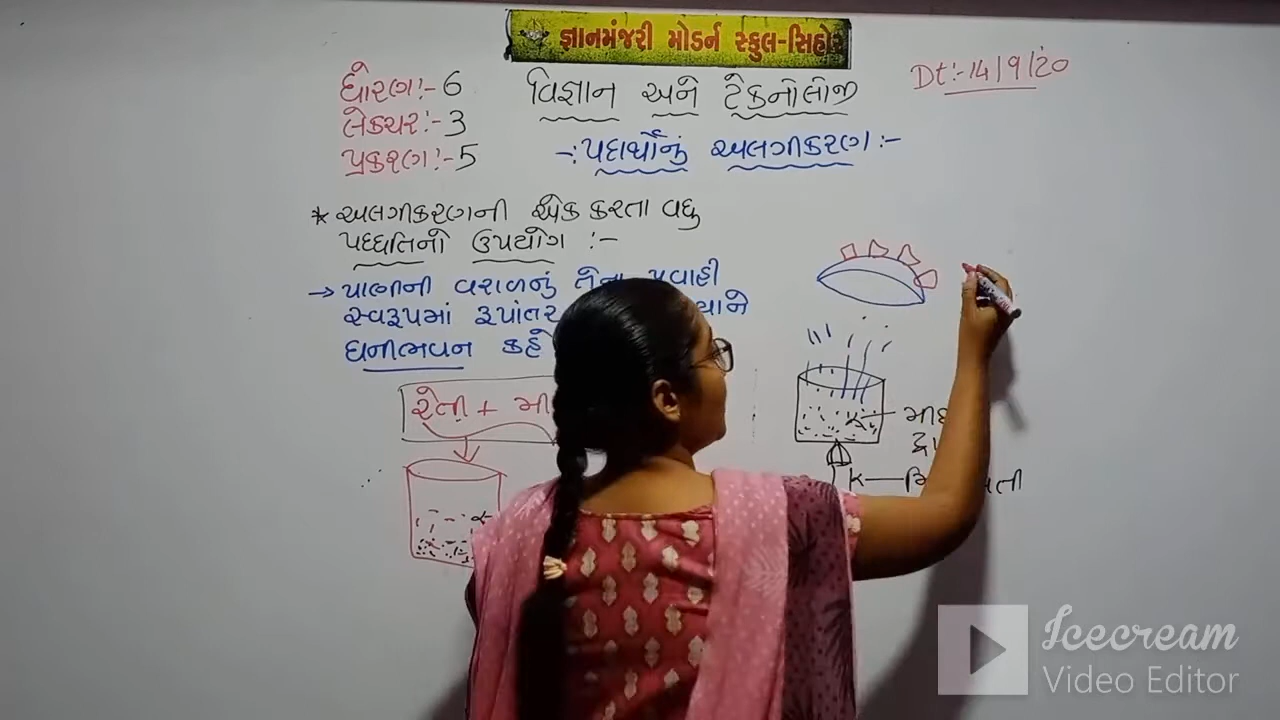 જ્ઞાનમંજરી મોડર્ન સ્કુલ-સિહોર
ધોરણ:- 6
લેક્ચર:- 3
પ્રકરણ:- 5
વિજ્ઞાન અને ટેકનોલોજી
-: પદાર્થોનું અલગીકરણ :-
Dt:-14/9/20
* અલગીકરણની એક કરતા વધુ
પદ્ધતિનો ઉપયોગ :-
→ પાણીની વરાળનું તેના પ્રવાહી
સ્વરૂપમાં
ઘનીભવન
રેતી +
Icecream
Video Editor